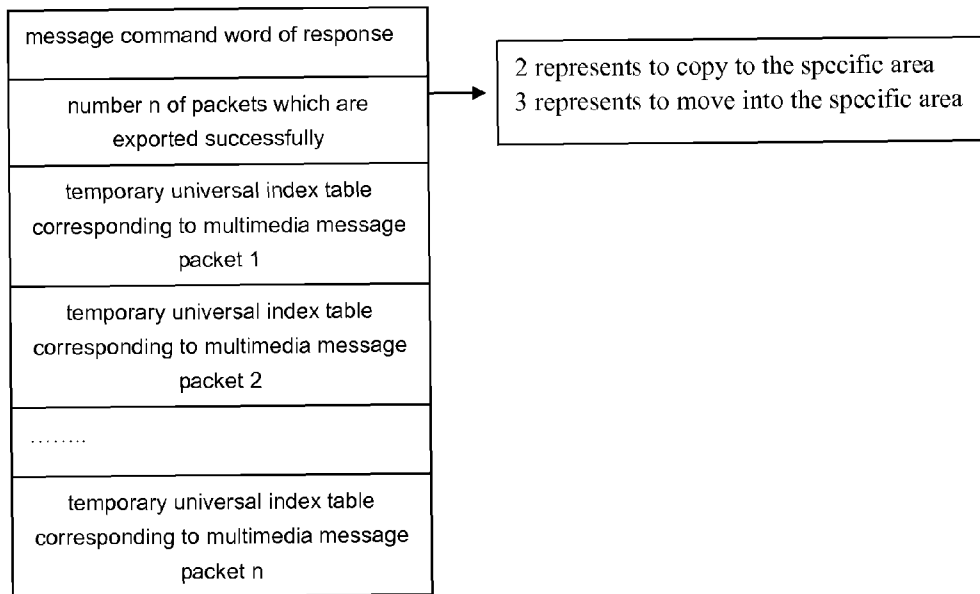 message command word of response
number n of packets which are
exported successfully
temporary universal index table
corresponding to multimedia message
packet 1
temporary universal index table
corresponding to multimedia message
packet 2
........
temporary universal index table
corresponding to multimedia message
packet n
2 represents to copy to the specific area
3 represents to move into the specific area